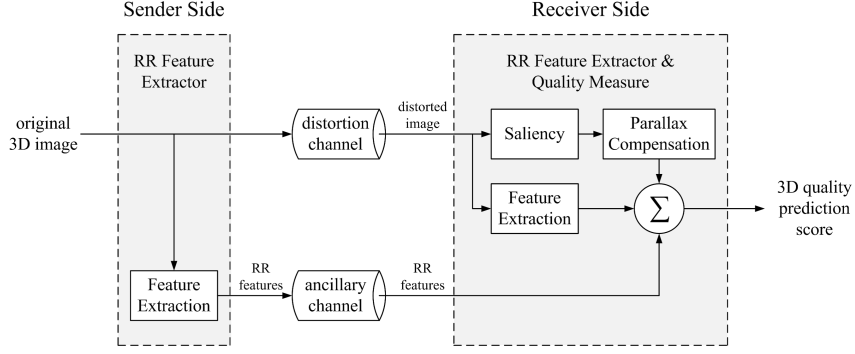 Sender Side
Receiver Side
RR Feature
Extractor
RR Feature Extractor &
Quality Measure
original
3D image
distortion
channel
distorted
image
Saliency
Parallax
Compensation
Feature
Extraction
Σ
3D quality
prediction
score
Feature
Extraction
RR
features
ancillary
channel
RR
features